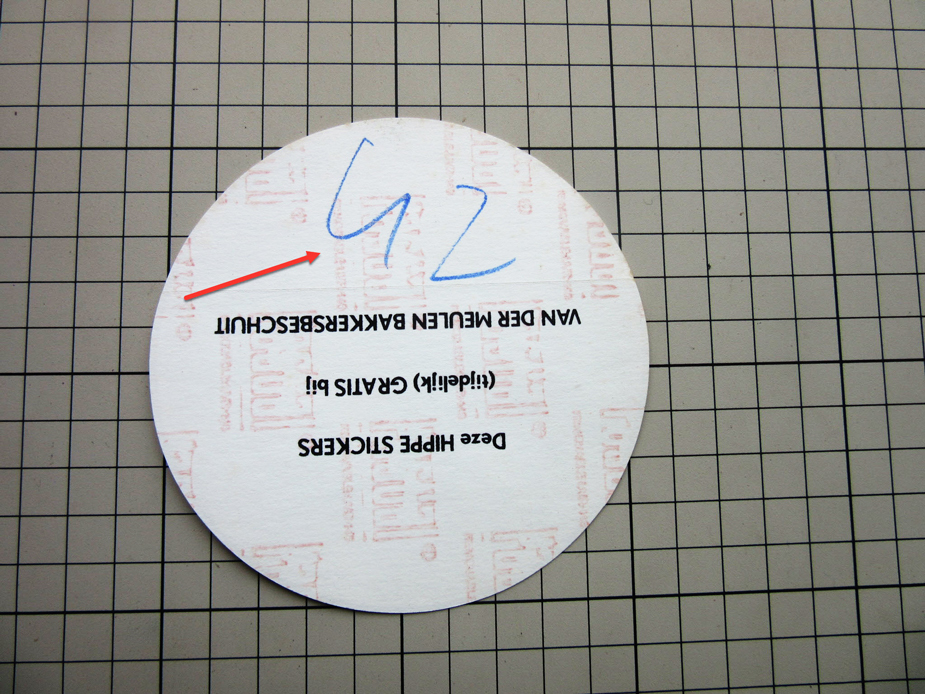 42
Deze HIPPE STICKERS
(tijdelijk) GRATIS bij
VAN DER MEULEN BAKKERSBESCHUIT